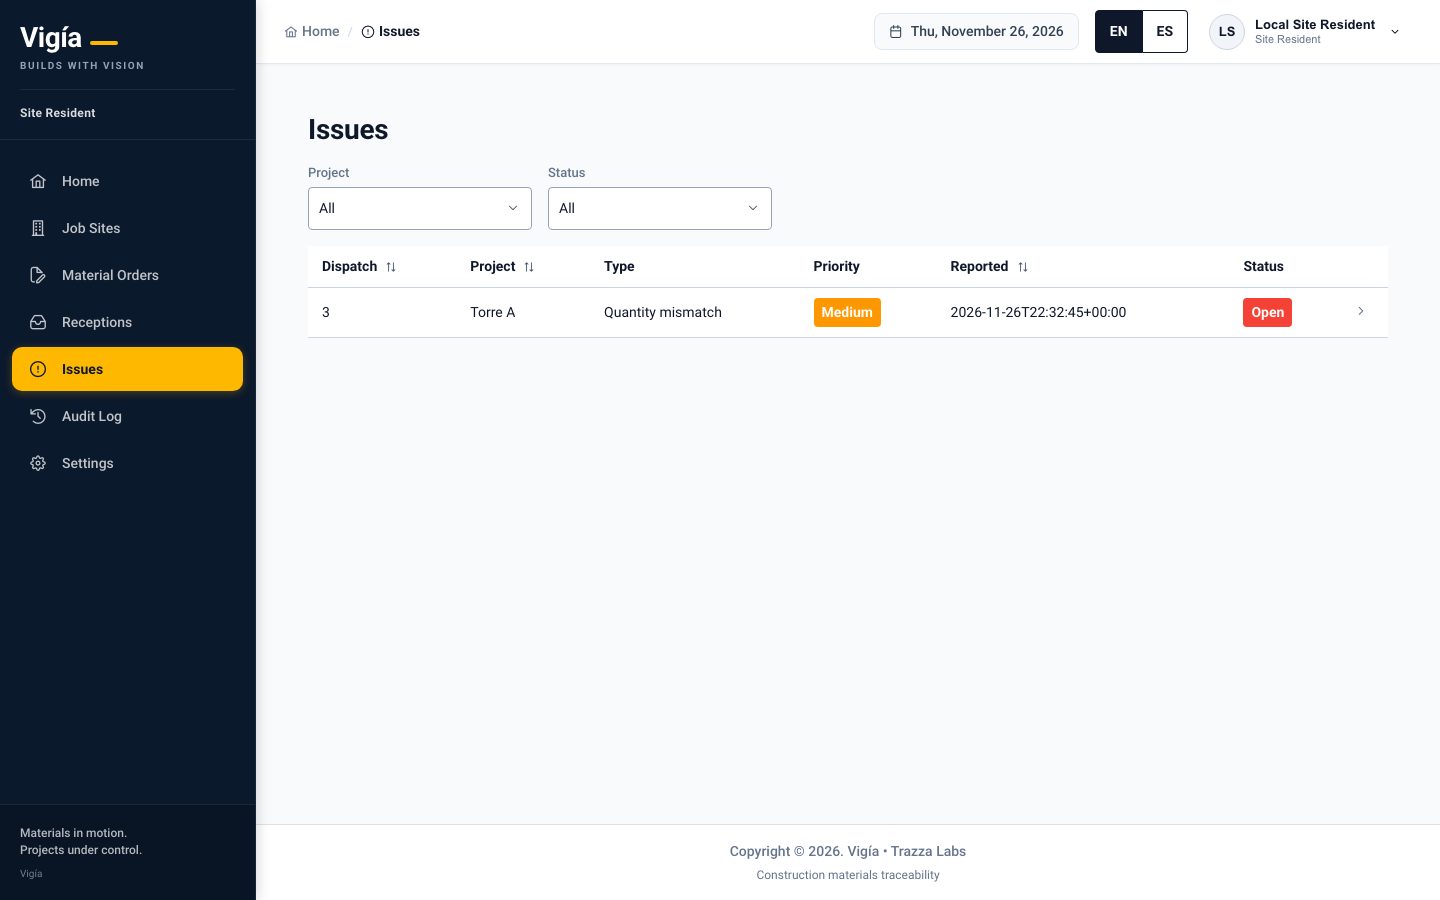 Vigía
BUILDS WITH VISION
Site Resident
Home
Job Sites
Material Orders
Receptions
Issues
Audit Log
Settings
Materials in motion.
Projects under control.
Vigía
Home / Issues
Thu, November 26, 2026
EN ES
LS
Local Site Resident
Site Resident
Issues
Project Status
All All
Dispatch Project Type Priority Reported Status
3 Torre A Quantity mismatch Medium 2026-11-26T22:32:45+00:00 Open
Copyright © 2026. Vigía • Trazza Labs
Construction materials traceability